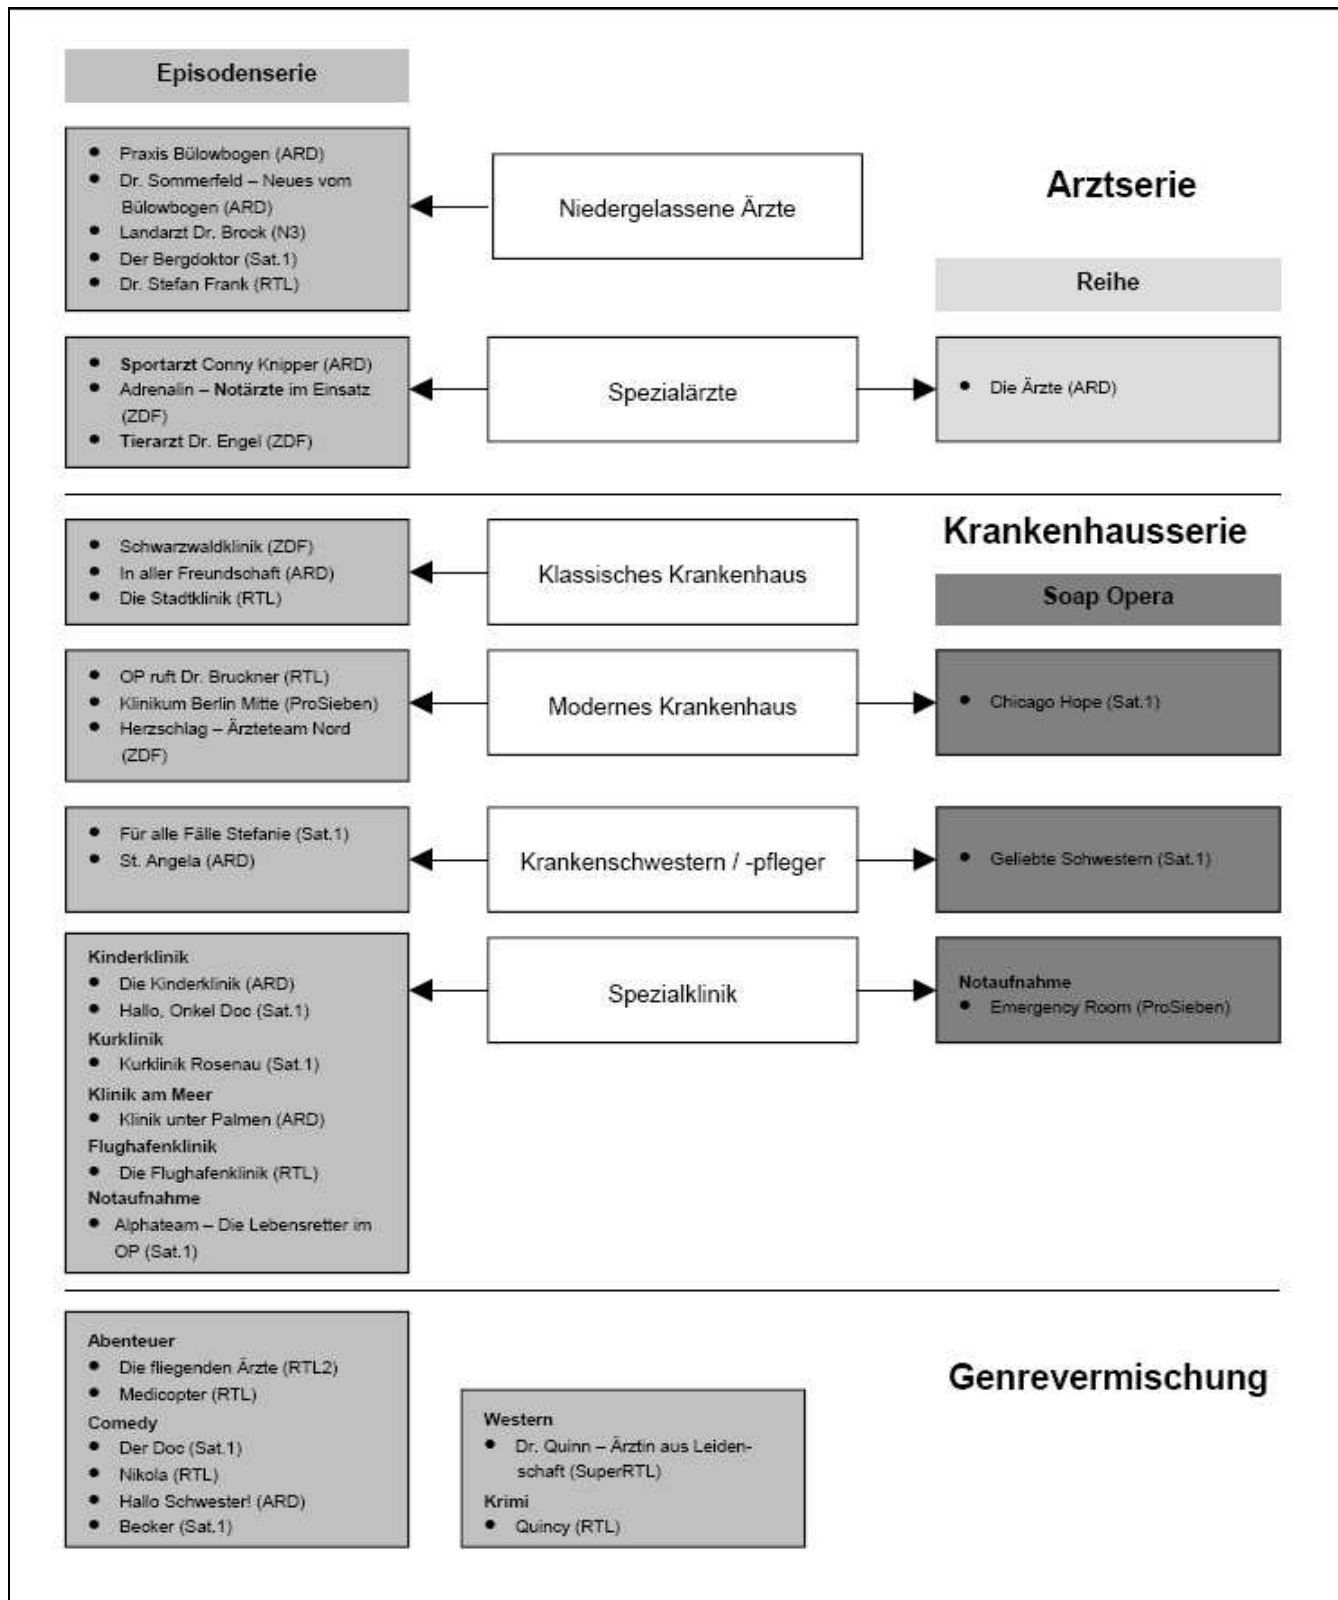 Episodenserie
• Praxis Bülowbogen (ARD)
• Dr. Sommerfeld – Neues vom
Bülowbogen (ARD)
• Landarzt Dr. Brock (N3)
• Der Bergdoktor (Sat.1)
• Dr. Stefan Frank (RTL)
Niedergelassene Ärzte
Arztserie
Reihe
• Sportarzt Conny Knipper (ARD)
• Adrenalin – Notärzte im Einsatz
(ZDF)
• Tierarzt Dr. Engel (ZDF)
Spezialärzte
• Die Ärzte (ARD)
Krankenhausserie
• Schwarzwaldklinik (ZDF)
• In aller Freundschaft (ARD)
• Die Stadtklinik (RTL)
Klassisches Krankenhaus
Soap Opera
• OP ruft Dr. Bruckner (RTL)
• Klinikum Berlin Mitte (ProSieben)
• Herzschlag – Ärzteteam Nord
(ZDF)
Modernes Krankenhaus
• Chicago Hope (Sat.1)
• Für alle Fälle Stefanie (Sat.1)
• St. Angela (ARD)
Krankenschwestern / -pfleger
• Geliebte Schwestern (Sat.1)
Kinderklinik
• Die Kinderklinik (ARD)
• Hallo, Onkel Doc (Sat.1)
Kurklinik
• Kurklinik Rosenau (Sat.1)
Klinik am Meer
• Klinik unter Palmen (ARD)
Flughafenklinik
• Die Flughafenklinik (RTL)
Notaufnahme
• Alphateam – Die Lebensretter im
OP (Sat.1)
Spezialklinik
Notaufnahme
• Emergency Room (ProSieben)
Genrevermischung
Abenteuer
• Die fliegenden Ärzte (RTL2)
• Medicopter (RTL)
Comedy
• Der Doc (Sat.1)
• Nikola (RTL)
• Hallo Schwester! (ARD)
• Becker (Sat.1)
Western
• Dr. Quinn – Ärztin aus Leiden-
schaft (SuperRTL)
Krimi
• Quincy (RTL)